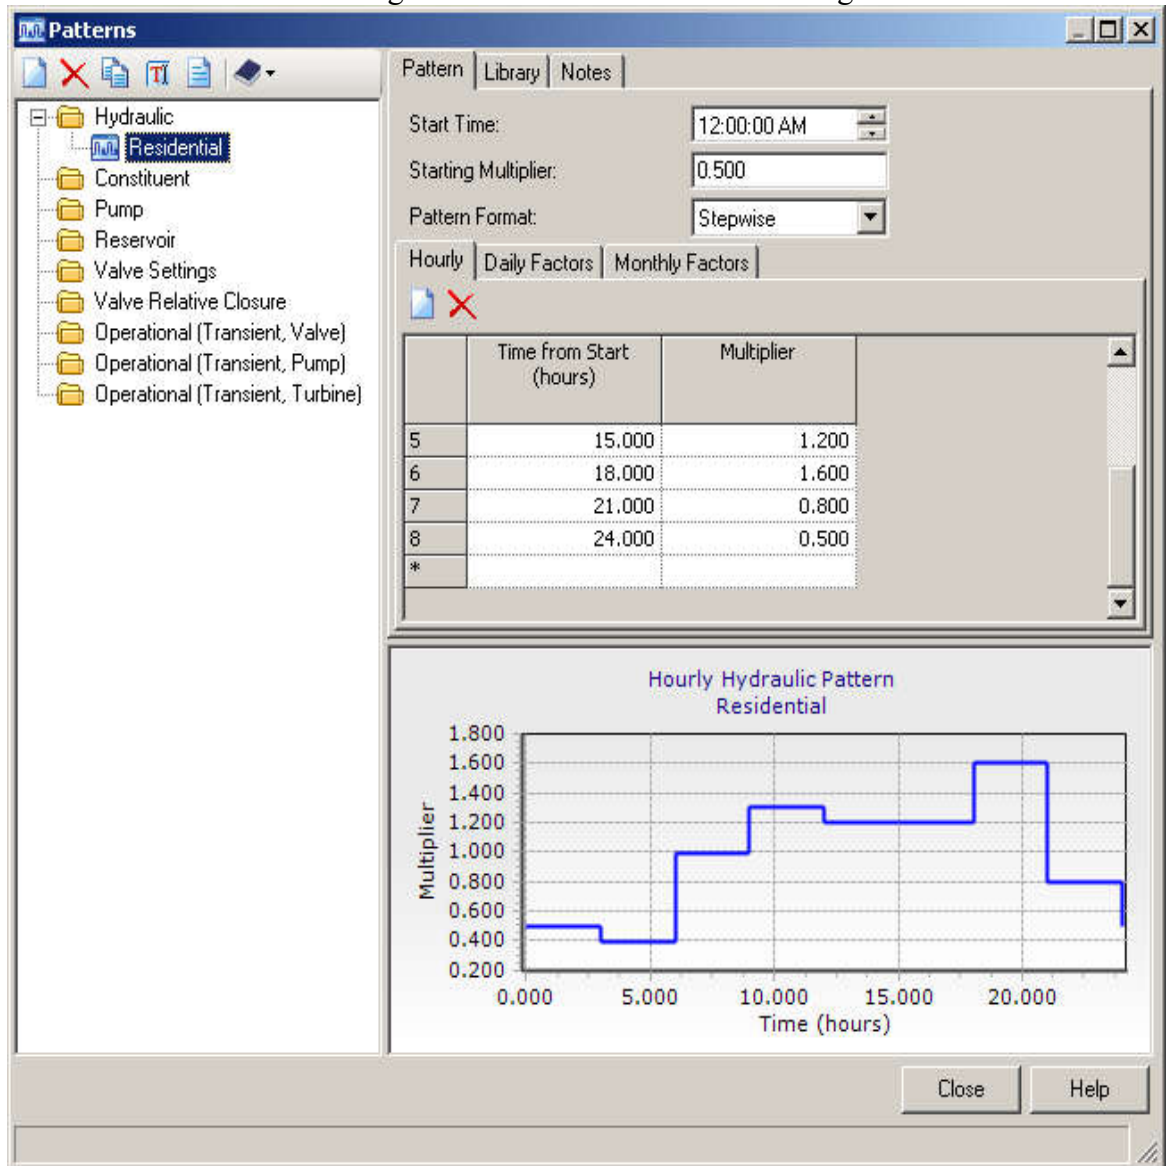 Patterns
Pattern Library Notes
Hydraulic
Residential
Constituent
Pump
Reservoir
Valve Settings
Valve Relative Closure
Operational (Transient, Valve)
Operational (Transient, Pump)
Operational (Transient, Turbine)
Start Time: 12:00:00 AM
Starting Multiplier: 0.500
Pattern Format: Stepwise
Hourly Daily Factors Monthly Factors
Time from Start (hours) Multiplier
5 15.000 1.200
6 18.000 1.600
7 21.000 0.800
8 24.000 0.500
*
Hourly Hydraulic Pattern
Residential
Multiplier
1.800
1.600
1.400
1.200
1.000
0.800
0.600
0.400
0.200
0.000 5.000 10.000 15.000 20.000
Time (hours)
Close Help